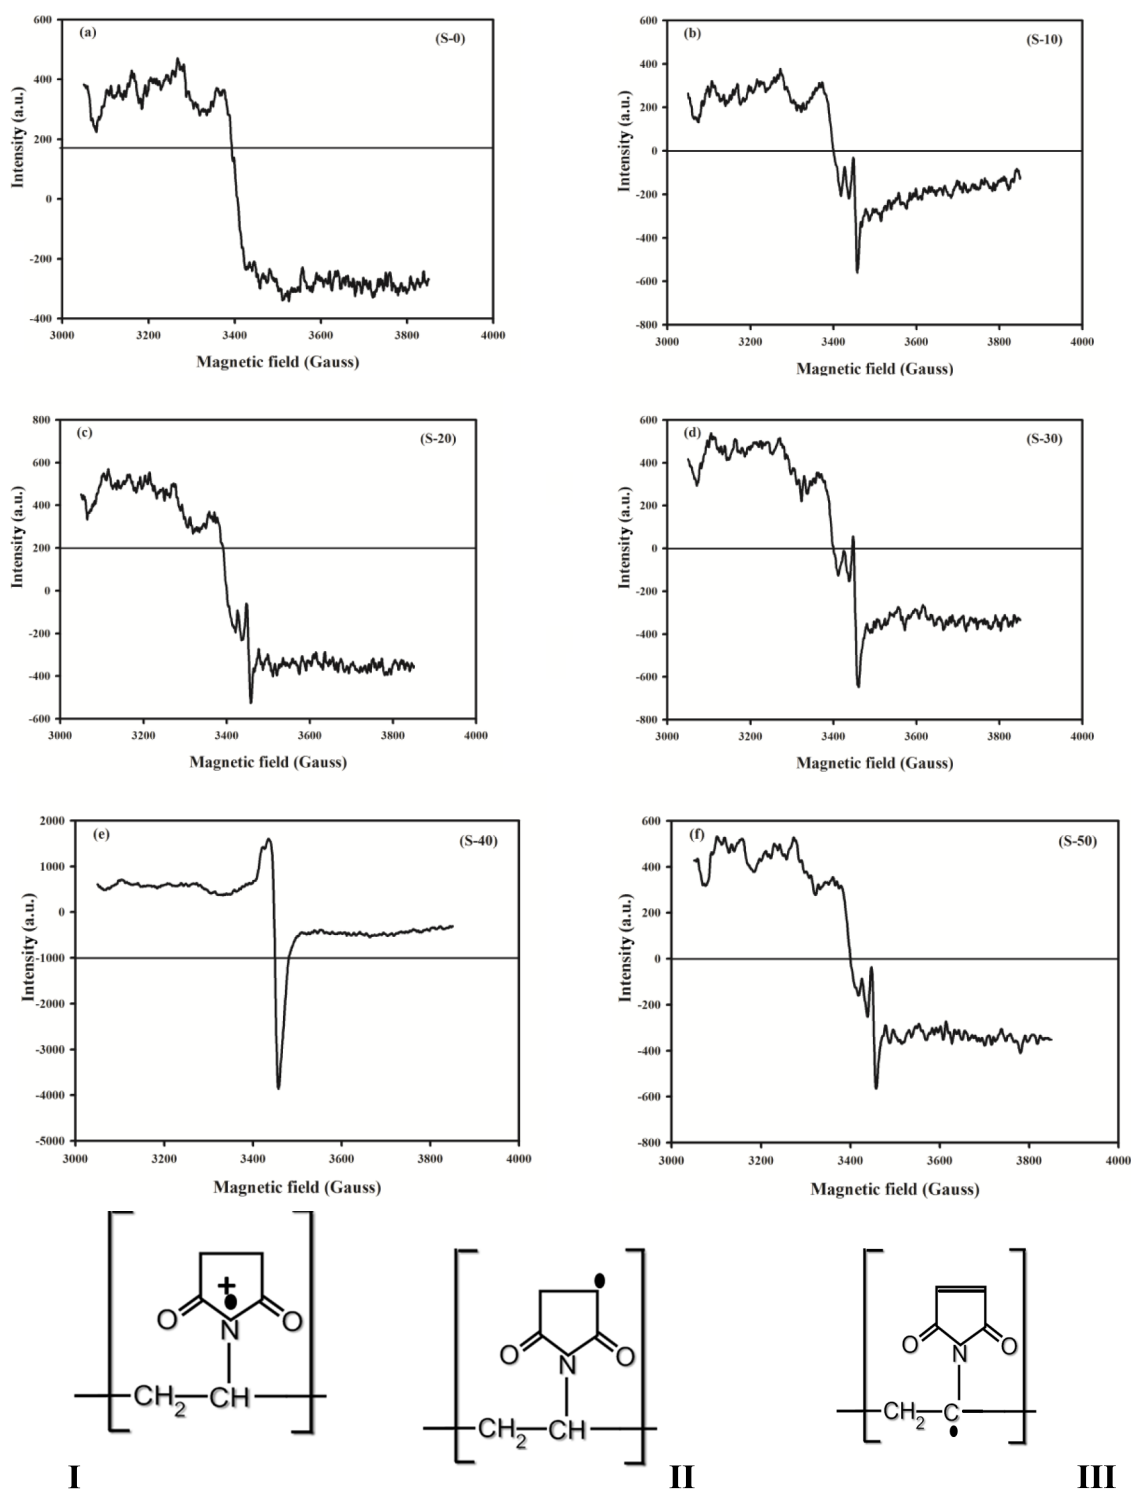 (a)
(S-0)
600
400
200
0
-200
-400
Intensity (a.u.)
3000 3200 3400 3600 3800 4000
Magnetic field (Gauss)
(b)
(S-10)
600
400
200
0
-200
-400
-600
-800
Intensity (a.u.)
3000 3200 3400 3600 3800 4000
Magnetic field (Gauss)
(c)
(S-20)
800
600
400
200
0
-200
-400
-600
Intensity (a.u.)
3000 3200 3400 3600 3800 4000
Magnetic field (Gauss)
(d)
(S-30)
600
400
200
0
-200
-400
-600
-800
Intensity (a.u.)
3000 3200 3400 3600 3800 4000
Magnetic field (Gauss)
(e)
(S-40)
2000
1000
0
-1000
-2000
-3000
-4000
-5000
Intensity (a.u.)
3000 3200 3400 3600 3800 4000
Magnetic field (Gauss)
(f)
(S-50)
600
400
200
0
-200
-400
-600
-800
Intensity (a.u.)
3000 3200 3400 3600 3800 4000
Magnetic field (Gauss)
+
O N O
CH₂ CH
I
O N O
CH₂ CH
II
O N O
CH₂ C
III